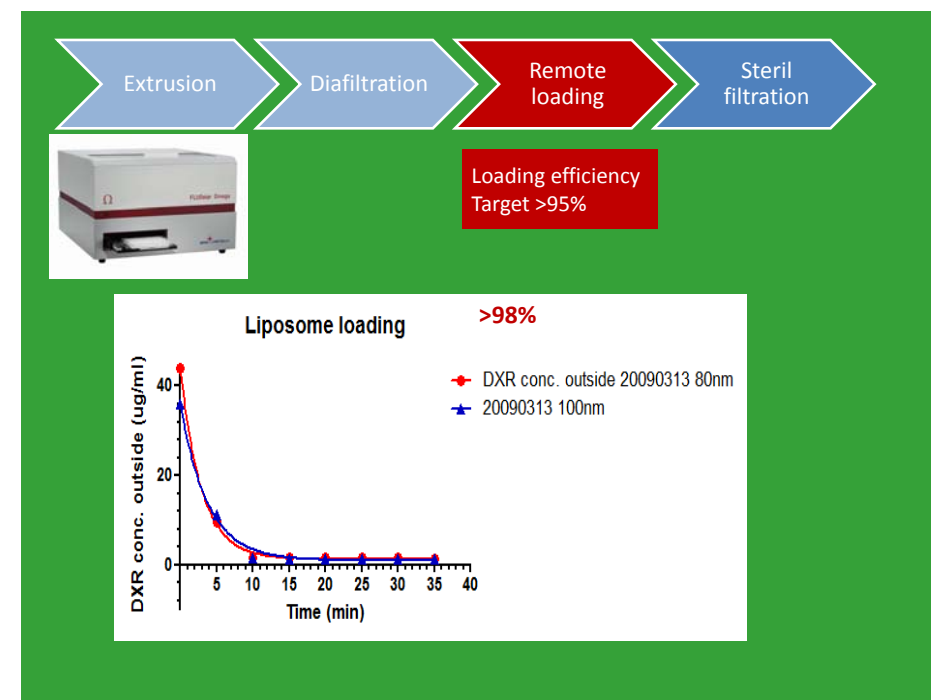 Extrusion
Diafiltration
Remote
loading
Steril
filtration
Loading efficiency
Target >95%
Ω
Liposome loading
>98%
DXR conc. outside 20090313 80nm
20090313 100nm
DXR conc. outside (ug/ml)
40
20
0
5 10 15 20 25 30 35 40
Time (min)